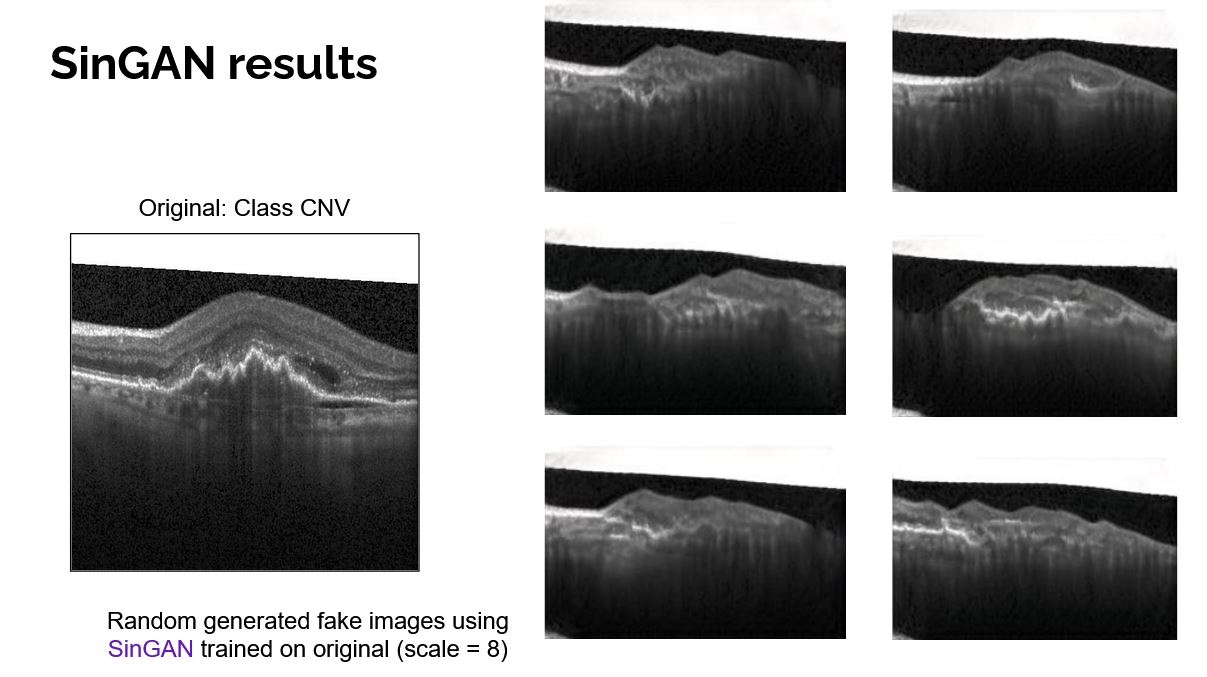 SinGAN results
Original: Class CNV
Random generated fake images using
SinGAN trained on original (scale = 8)